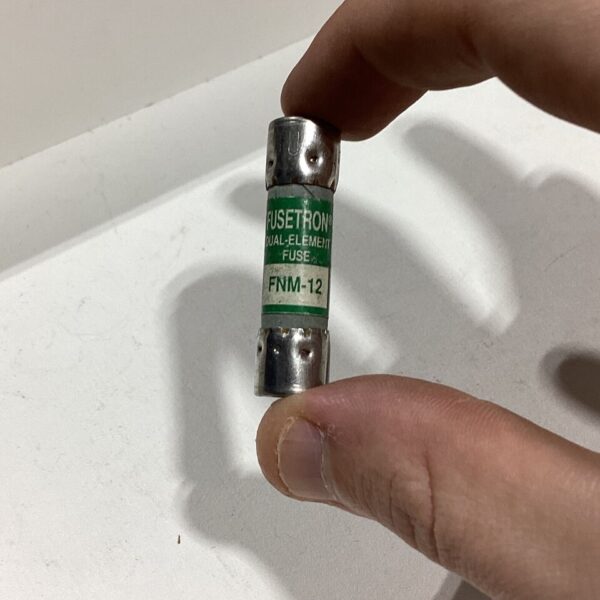 FUSETRON®
DUAL-ELEMENT
FUSE
FNM-12